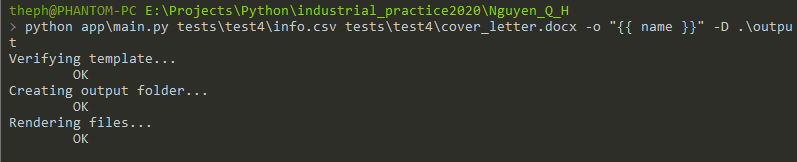 theph@PHANTOM-PC E:\Projects\Python\industrial_practice2020\Nguyen_Q_H
> python app\main.py tests\test4\info.csv tests\test4\cover_letter.docx -o "{{ name }}" -D .\outpu
t
Verifying template...
        OK
Creating output folder...
        OK
Rendering files...
        OK